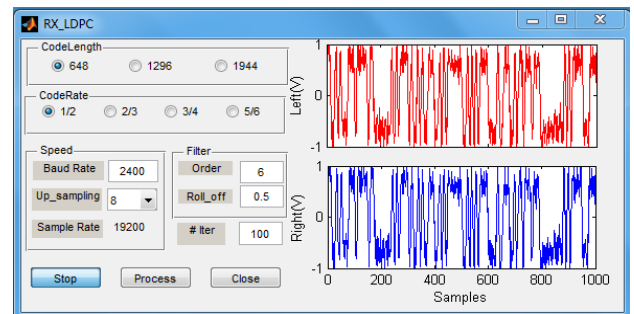 RX_LDPC
CodeLength
648 1296 1944
CodeRate
1/2 2/3 3/4 5/6
Speed
Baud Rate 2400
Up_sampling 8
Sample Rate 19200
Filter
Order 6
Roll_off 0.5
# Iter 100
Stop Process Close
1
0
-1
Left(V)
1
0
-1
Right(V)
0 200 400 600 800 1000
Samples